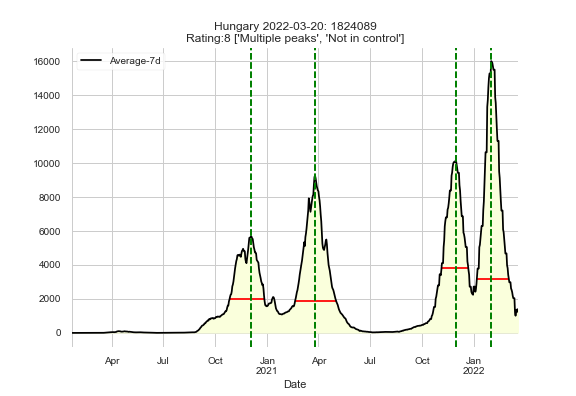 Hungary 2022-03-20: 1824089
Rating:8 ['Multiple peaks', 'Not in control']
Average-7d
16000
14000
12000
10000
8000
6000
4000
2000
0
Apr Jul Oct Jan Apr Jul Oct Jan
2021 2022
Date